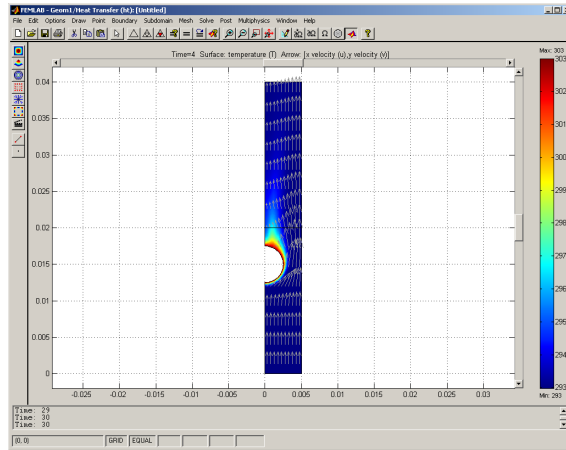 FEMLAB - Geom1/Heat Transfer (ht): [Untitled]
File Edit Options Draw Point Boundary Subdomain Mesh Solve Post Multiphysics Window Help
Time=4 Surface: temperature (T) Arrow: [x velocity (u),y velocity (v)]
Max: 303
0.04
0.035
0.03
0.025
0.02
0.015
0.01
0.005
0
-0.025 -0.02 -0.015 -0.01 -0.005 0 0.005 0.01 0.015 0.02 0.025 0.03
303
302
301
300
299
298
297
296
295
294
293
Min: 293
Time: 29
Time: 30
Time: 30
(0, 0) GRID EQUAL